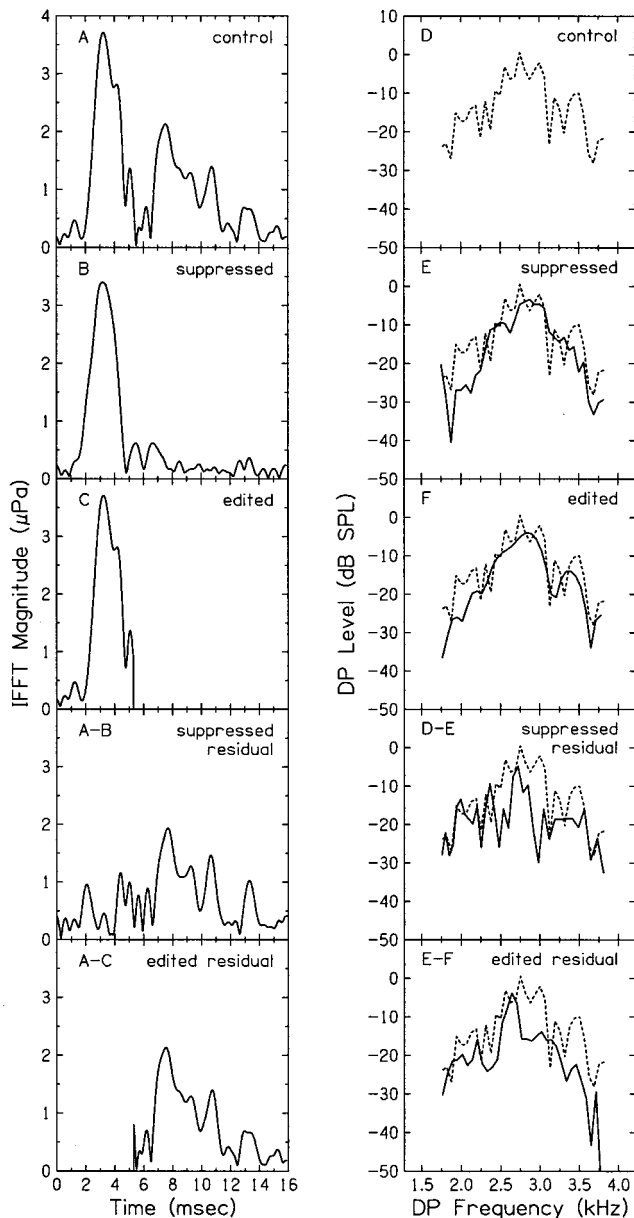 A control
4
3
2
1
0
B suppressed
3
2
1
0
C edited
3
2
1
0
A-B suppressed
residual
3
2
1
0
A-C edited residual
3
2
1
0
0 2 4 6 8 10 12 14 16
Time (msec)
IFFT Magnitude (μPa)
D control
0
-10
-20
-30
-40
-50
E suppressed
0
-10
-20
-30
-40
-50
F edited
0
-10
-20
-30
-40
-50
D-E suppressed
residual
0
-10
-20
-30
-40
-50
E-F edited residual
0
-10
-20
-30
-40
-50
1.5 2.0 2.5 3.0 3.5 4.0
DP Frequency (kHz)
DP Level (dB SPL)